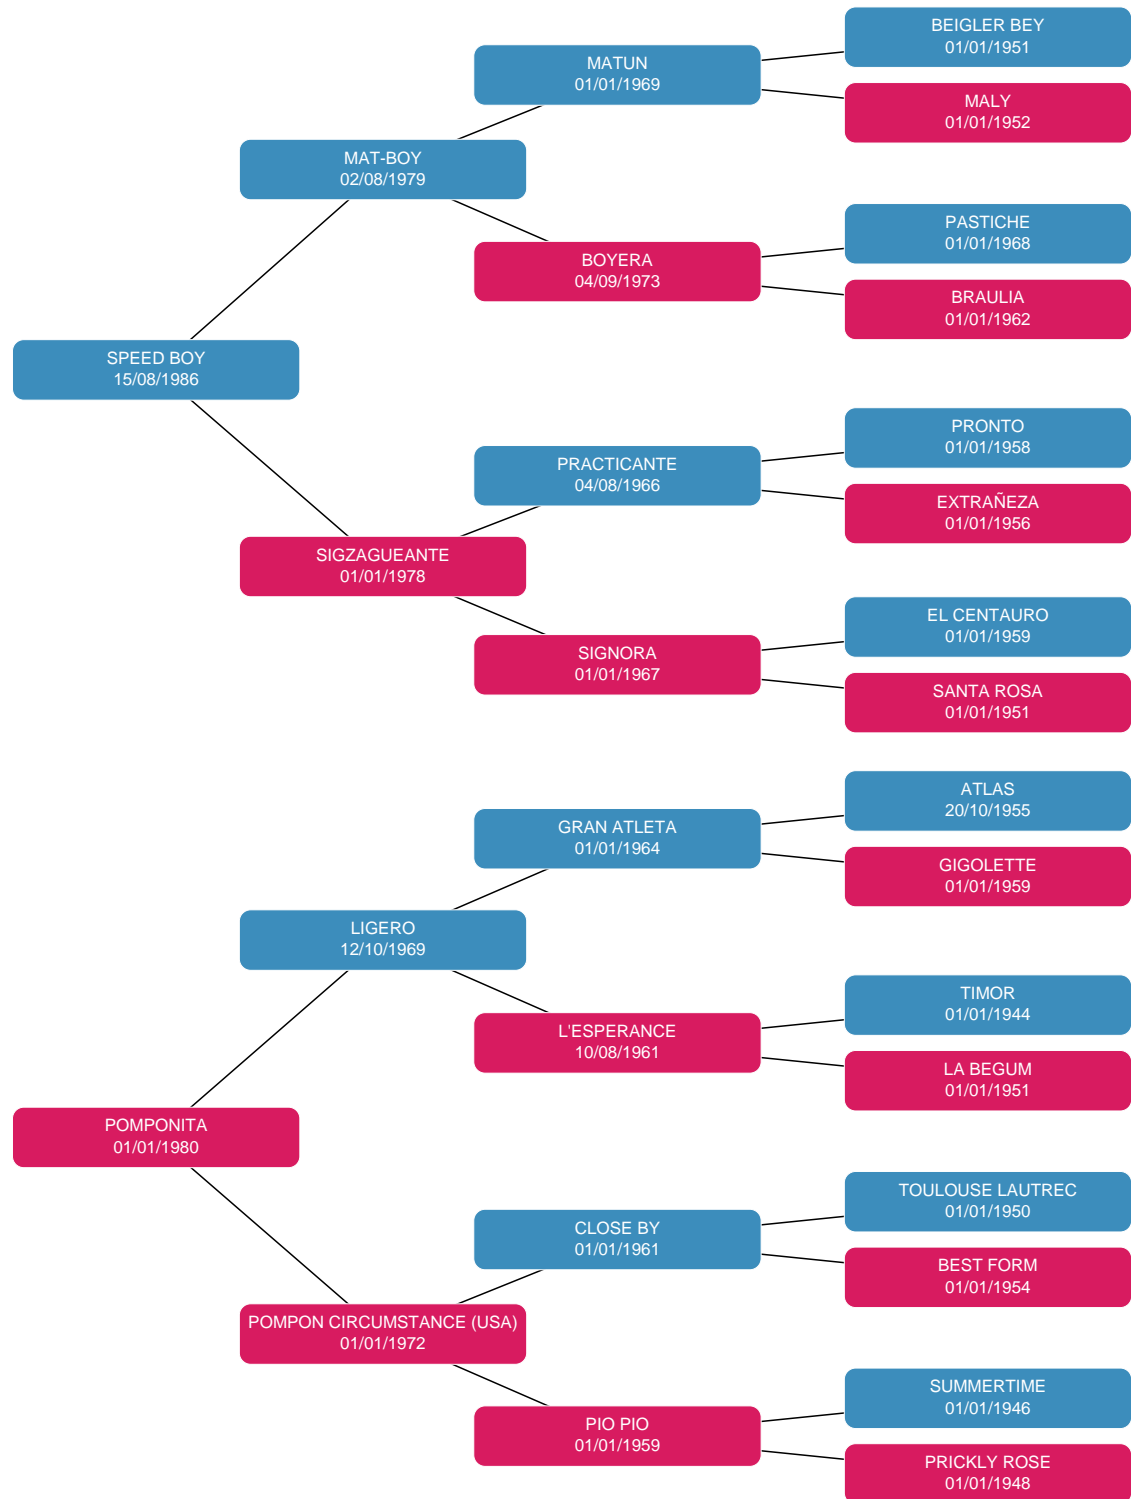 BEIGLER BEY
01/01/1951
MATUN
01/01/1969
MALY
01/01/1952
MAT-BOY
02/08/1979
PASTICHE
01/01/1968
BOYERA
04/09/1973
BRAULIA
01/01/1962
SPEED BOY
15/08/1986
PRONTO
01/01/1958
PRACTICANTE
04/08/1966
EXTRAÑEZA
01/01/1956
SIGZAGUEANTE
01/01/1978
EL CENTAURO
01/01/1959
SIGNORA
01/01/1967
SANTA ROSA
01/01/1951
ATLAS
20/10/1955
GRAN ATLETA
01/01/1964
GIGOLETTE
01/01/1959
LIGERO
12/10/1969
TIMOR
01/01/1944
L'ESPERANCE
10/08/1961
LA BEGUM
01/01/1951
POMPONITA
01/01/1980
TOULOUSE LAUTREC
01/01/1950
CLOSE BY
01/01/1961
BEST FORM
01/01/1954
POMPON CIRCUMSTANCE (USA)
01/01/1972
SUMMERTIME
01/01/1946
PIO PIO
01/01/1959
PRICKLY ROSE
01/01/1948